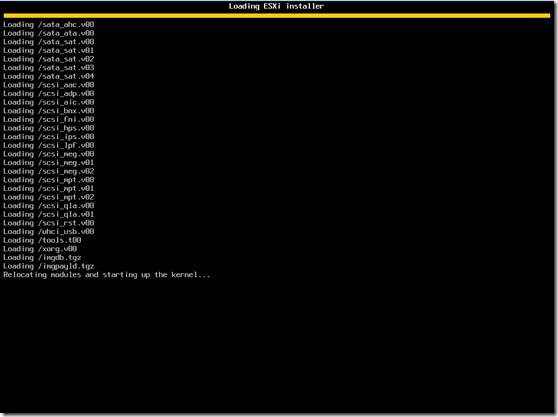 Loading ESXi installer
Loading /sata_ahc.v00
Loading /sata_ata.v00
Loading /sata_sat.v00
Loading /sata_sat.v01
Loading /sata_sat.v02
Loading /sata_sat.v03
Loading /sata_sat.v04
Loading /scsi_aac.v00
Loading /scsi_adp.v00
Loading /scsi_aic.v00
Loading /scsi_bnx.v00
Loading /scsi_fni.v00
Loading /scsi_hps.v00
Loading /scsi_ips.v00
Loading /scsi_lpf.v00
Loading /scsi_meg.v00
Loading /scsi_meg.v01
Loading /scsi_meg.v02
Loading /scsi_mpt.v00
Loading /scsi_mpt.v01
Loading /scsi_mpt.v02
Loading /scsi_qla.v00
Loading /scsi_qla.v01
Loading /scsi_rst.v00
Loading /uhci_usb.v00
Loading /tools.t00
Loading /xorg.v00
Loading /imgdb.tgz
Loading /imgpayld.tgz
Relocating modules and starting up the kernel...